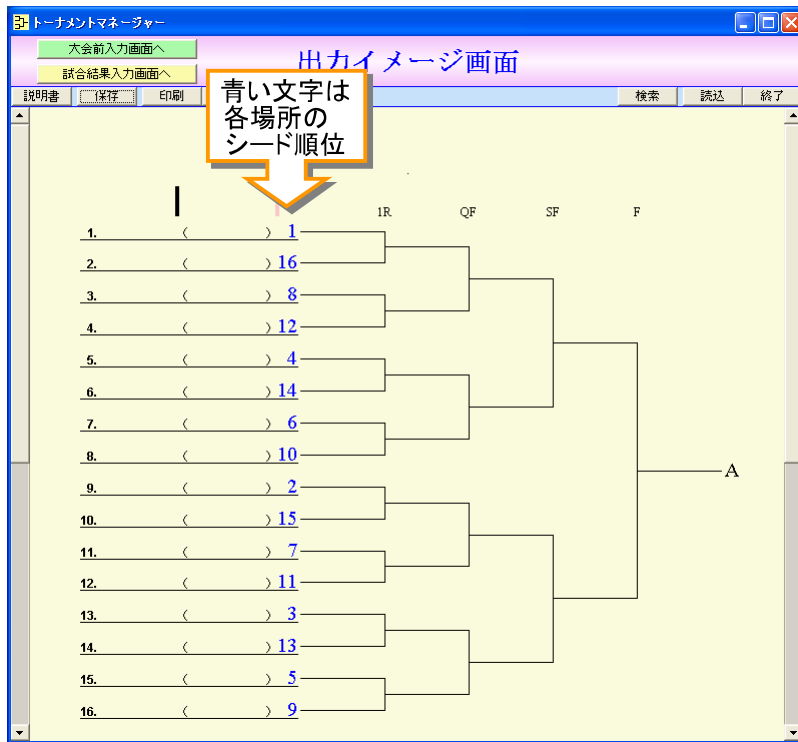 トーナメントマネージャー
大会前入力画面へ
試合結果入力画面へ
出力イメージ画面
説明書 保存 印刷 検索 読込 終了
青い文字は
各場所の
シード順位
1R QF SF F
1. ( ) 1
2. ( ) 16
3. ( ) 8
4. ( ) 12
5. ( ) 4
6. ( ) 14
7. ( ) 6
8. ( ) 10
A
9. ( ) 2
10. ( ) 15
11. ( ) 7
12. ( ) 11
13. ( ) 3
14. ( ) 13
15. ( ) 5
16. ( ) 9